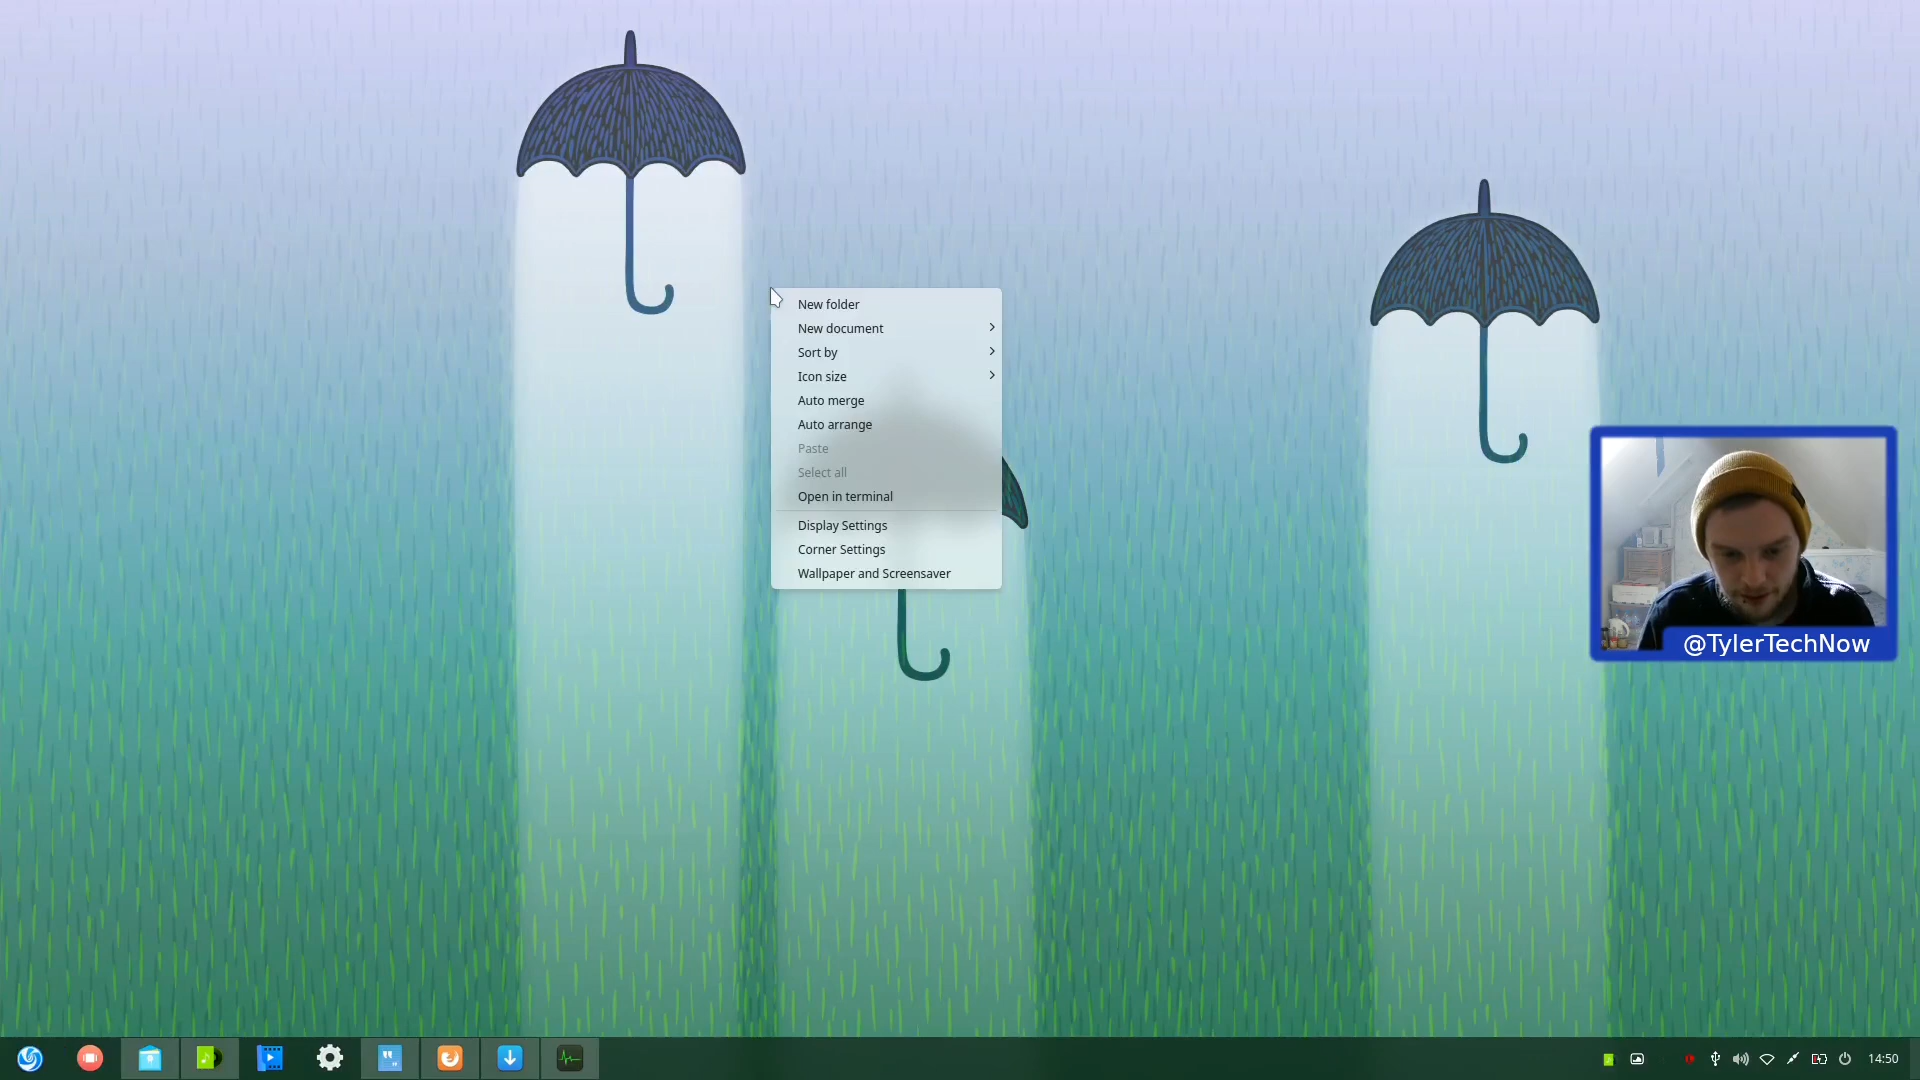 New folder
New document
Sort by
Icon size
Auto merge
Auto arrange
Paste
Select all
Open in terminal
Display Settings
Corner Settings
Wallpaper and Screensaver
@TylerTechNow
14:50